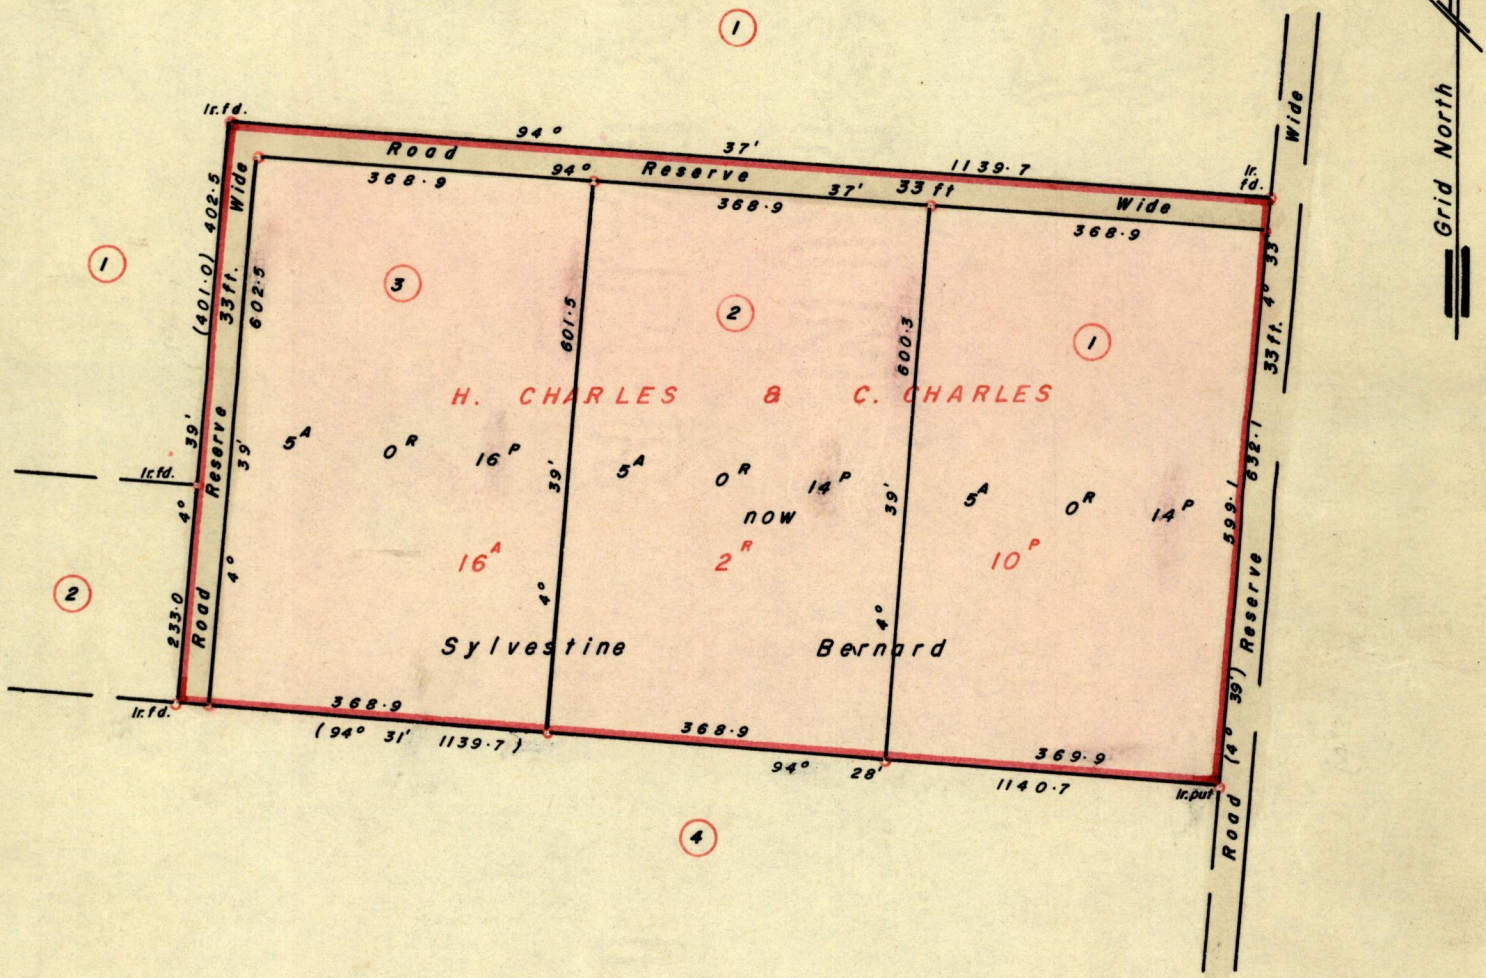 1
Ir.fd.
94° 37' 1139·7
Ir. fd.
Road Reserve 33 ft Wide
94° 37'
368·9
368·9
368·9
Wide
Grid North
402·5
(401·0)
39'
4°
233·0
Road Reserve 33ft. Wide
602·5
39'
4°
601·5
39'
4°
600·3
39'
4°
4° 33
33ft.
632·1
599·1
Reserve
(4° 39')
Road
1
3
2
1
H. CHARLES & C. CHARLES
5A 0R 16P
5A 0R 14P
5A 0R 14P
now
16A 2R 10P
Ir.fd.
2
Sylvestine Bernard
Ir.fd.
368·9
368·9
369·9
(94° 31' 1139·7)
94° 28' 1140·7
Ir.put
4